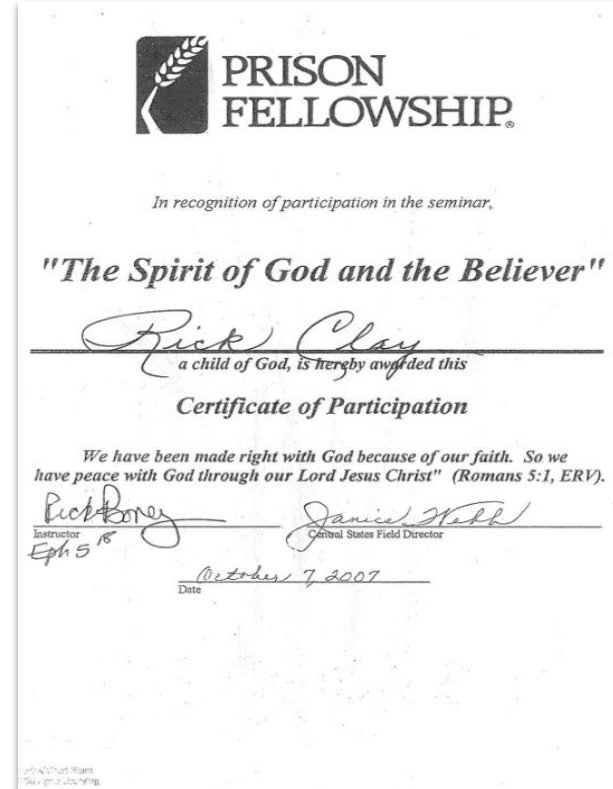 PRISON
FELLOWSHIP®
In recognition of participation in the seminar,
"The Spirit of God and the Believer"
Rick Clay
a child of God, is hereby awarded this
Certificate of Participation
We have been made right with God because of our faith. So we
have peace with God through our Lord Jesus Christ" (Romans 5:1, ERV).
Rick Boney Janice Webb
Instructor Central States Field Director
Eph 5 18
October 7, 2007
Date